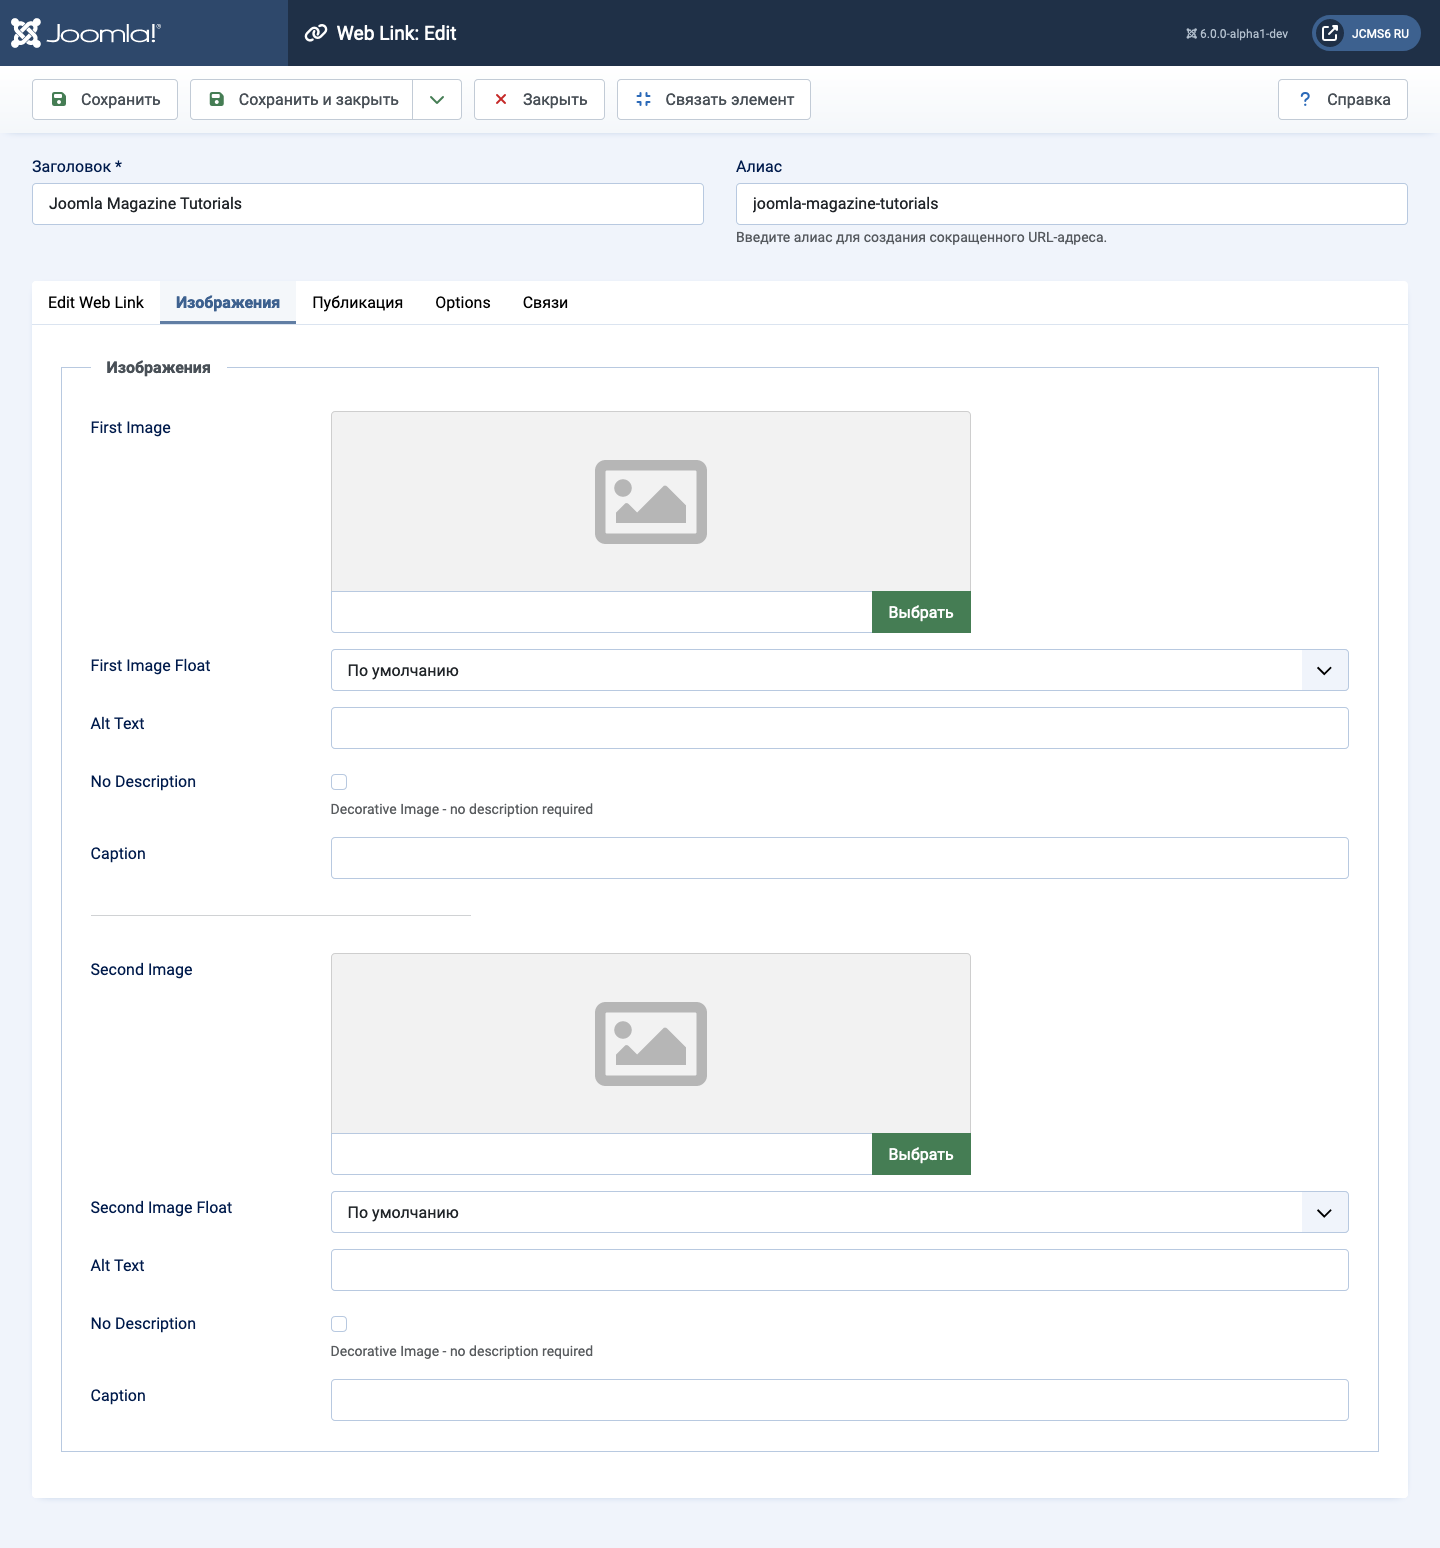 Joomla!®
Web Link: Edit
6.0.0-alpha1-dev
JCMS6 RU
Сохранить
Сохранить и закрыть
Закрыть
Связать элемент
? Справка
Заголовок *
Алиас
Joomla Magazine Tutorials
joomla-magazine-tutorials
Введите алиас для создания сокращенного URL-адреса.
Edit Web Link
Изображения
Публикация
Options
Связи
Изображения
First Image
Выбрать
First Image Float
По умолчанию
Alt Text
No Description
Decorative Image - no description required
Caption
Second Image
Выбрать
Second Image Float
По умолчанию
Alt Text
No Description
Decorative Image - no description required
Caption